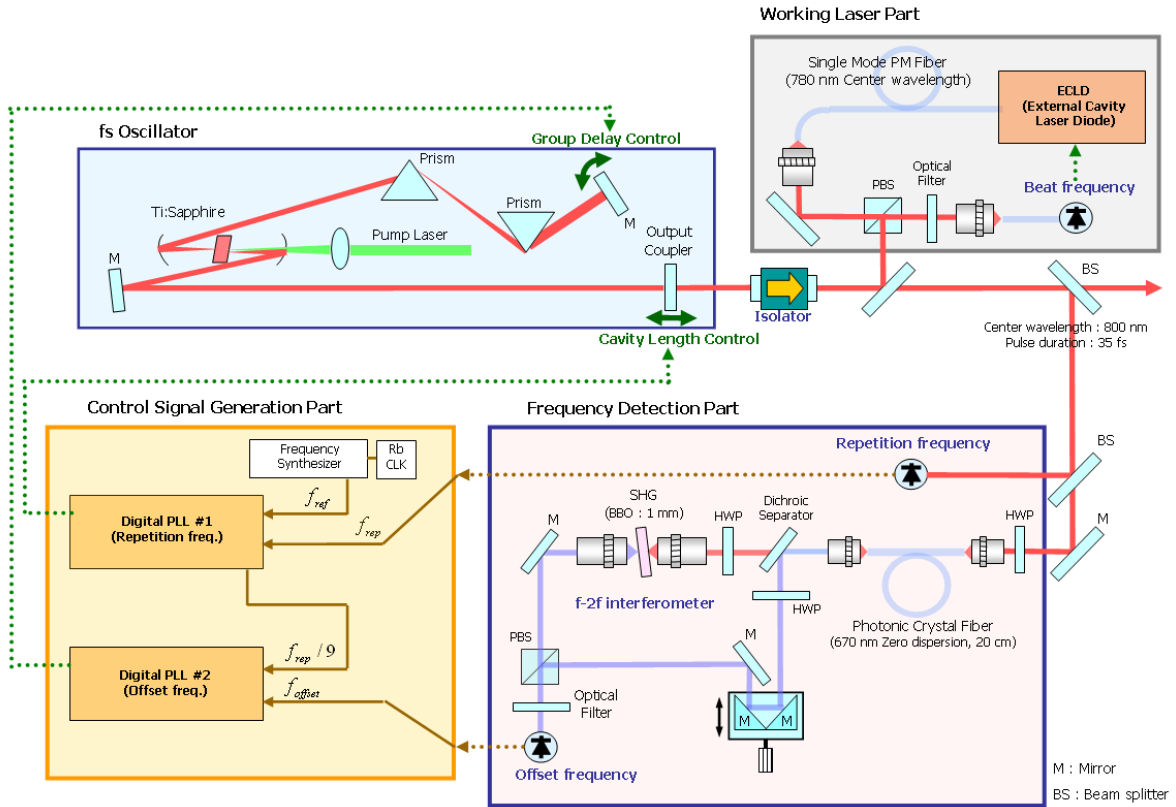 Working Laser Part
Single Mode PM Fiber
(780 nm Center wavelength)
ECLD
(External Cavity
Laser Diode)
PBS
Optical
Filter
Beat frequency
fs Oscillator
Group Delay Control
Prism
Prism
Ti:Sapphire
Pump Laser
M
M
Output
Coupler
Isolator
Cavity Length Control
BS
Center wavelength : 800 nm
Pulse duration : 35 fs
Control Signal Generation Part
Frequency
Synthesizer
Rb
CLK
f_ref
f_rep
Digital PLL #1
(Repetition freq.)
f_rep / 9
f_offset
Digital PLL #2
(Offset freq.)
Frequency Detection Part
Repetition frequency
BS
M
HWP
SHG
(BBO : 1 mm)
HWP
Dichroic
Separator
M
f-2f interferometer
HWP
Photonic Crystal Fiber
(670 nm Zero dispersion, 20 cm)
PBS
M
Optical
Filter
M
M
Offset frequency
M : Mirror
BS : Beam splitter